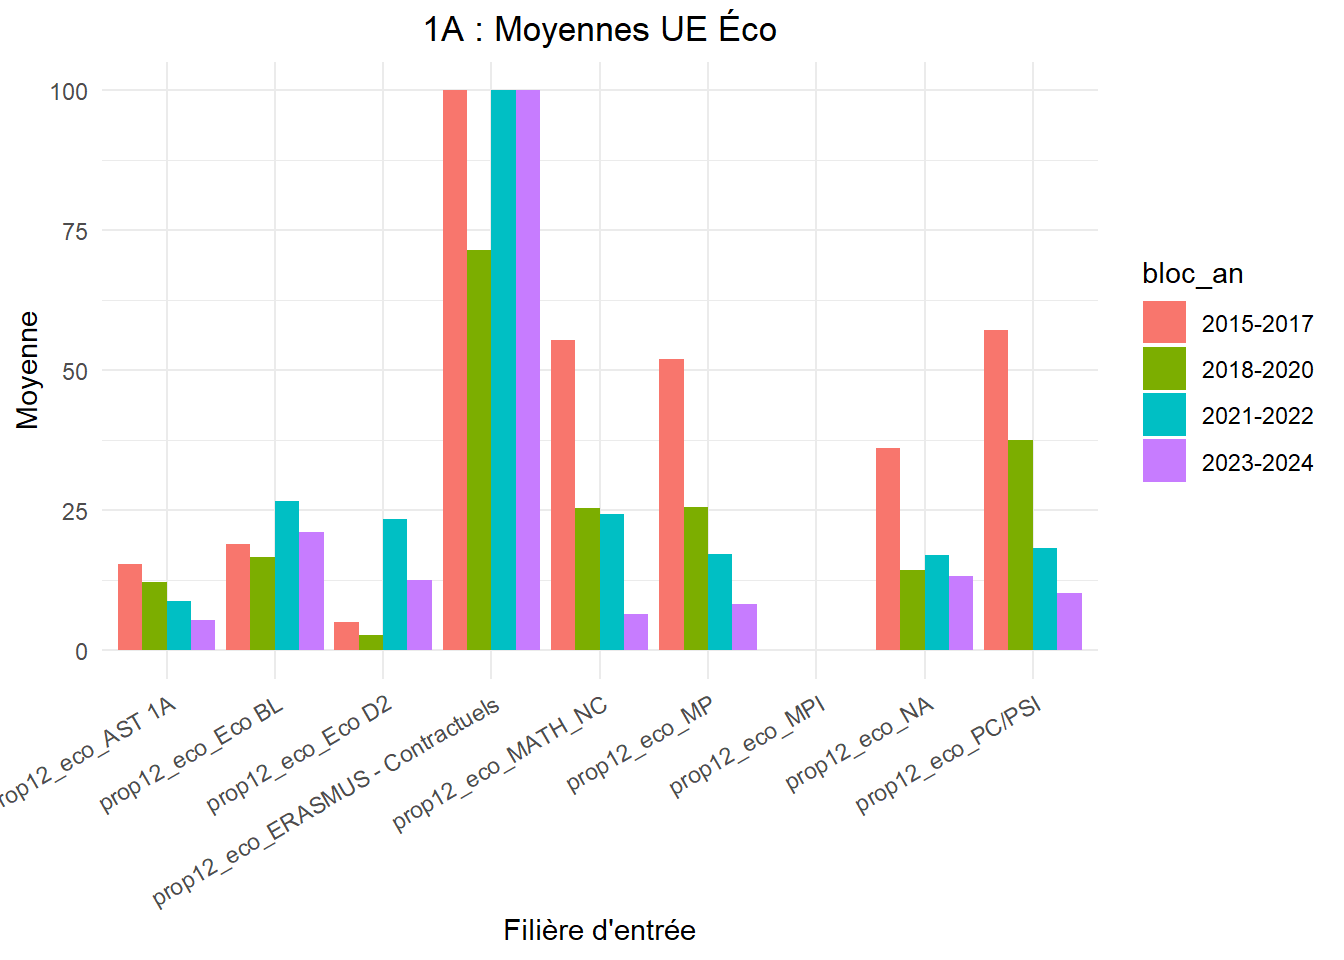 1A : Moyennes UE Éco
Moyenne
100
75
50
25
0
rop12_eco_AST 1A
prop12_eco_Eco BL
prop12_eco_Eco D2
prop12_eco_ERASMUS - Contractuels
prop12_eco_MATH_NC
prop12_eco_MP
prop12_eco_MPI
prop12_eco_NA
prop12_eco_PC/PSI
Filière d'entrée
bloc_an
2015-2017
2018-2020
2021-2022
2023-2024